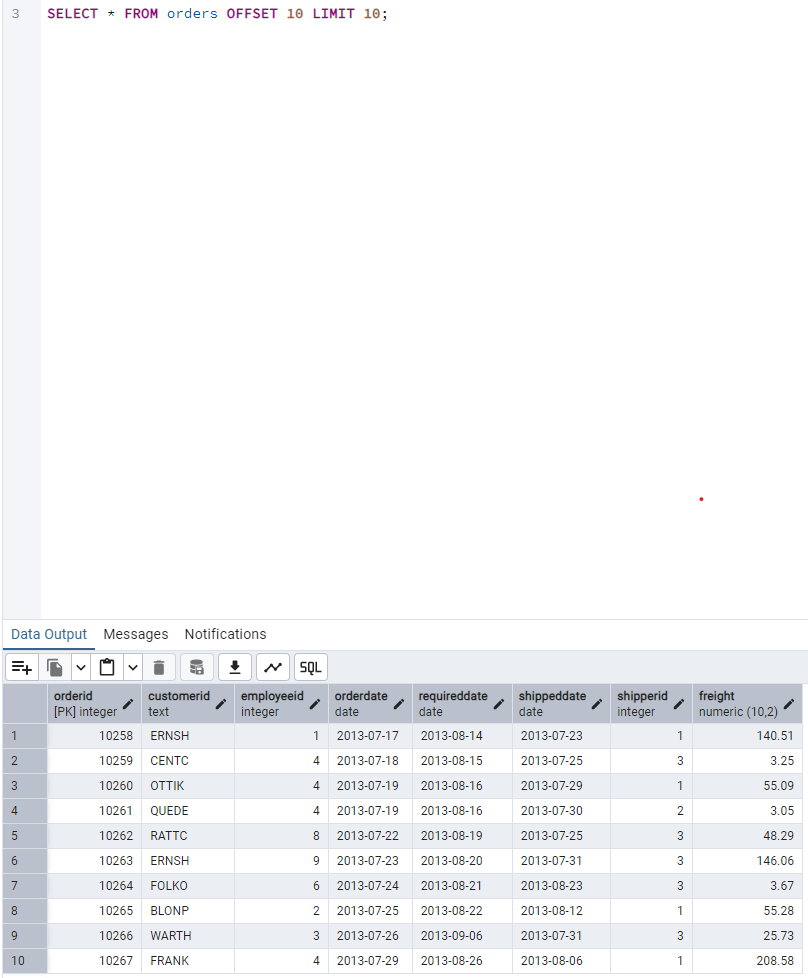 3 SELECT * FROM orders OFFSET 10 LIMIT 10;
Data Output Messages Notifications
SQL
orderid customerid employeeid orderdate requireddate shippeddate shipperid freight
[PK] integer text integer date date date integer numeric (10,2)
1 10258 ERNSH 1 2013-07-17 2013-08-14 2013-07-23 1 140.51
2 10259 CENTC 4 2013-07-18 2013-08-15 2013-07-25 3 3.25
3 10260 OTTIK 4 2013-07-19 2013-08-16 2013-07-29 1 55.09
4 10261 QUEDE 4 2013-07-19 2013-08-16 2013-07-30 2 3.05
5 10262 RATTC 8 2013-07-22 2013-08-19 2013-07-25 3 48.29
6 10263 ERNSH 9 2013-07-23 2013-08-20 2013-07-31 3 146.06
7 10264 FOLKO 6 2013-07-24 2013-08-21 2013-08-23 3 3.67
8 10265 BLONP 2 2013-07-25 2013-08-22 2013-08-12 1 55.28
9 10266 WARTH 3 2013-07-26 2013-09-06 2013-07-31 3 25.73
10 10267 FRANK 4 2013-07-29 2013-08-26 2013-08-06 1 208.58